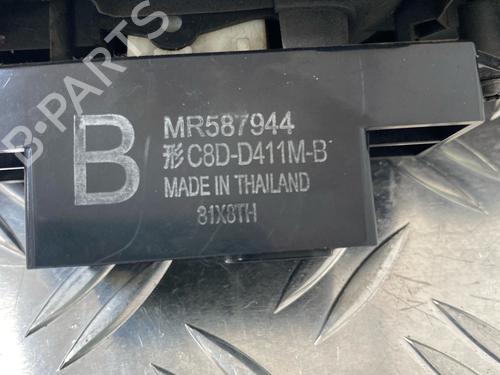 B-PARTS
B
MR587944
形 C8D-D411M-B
MADE IN THAILAND
81X8TH